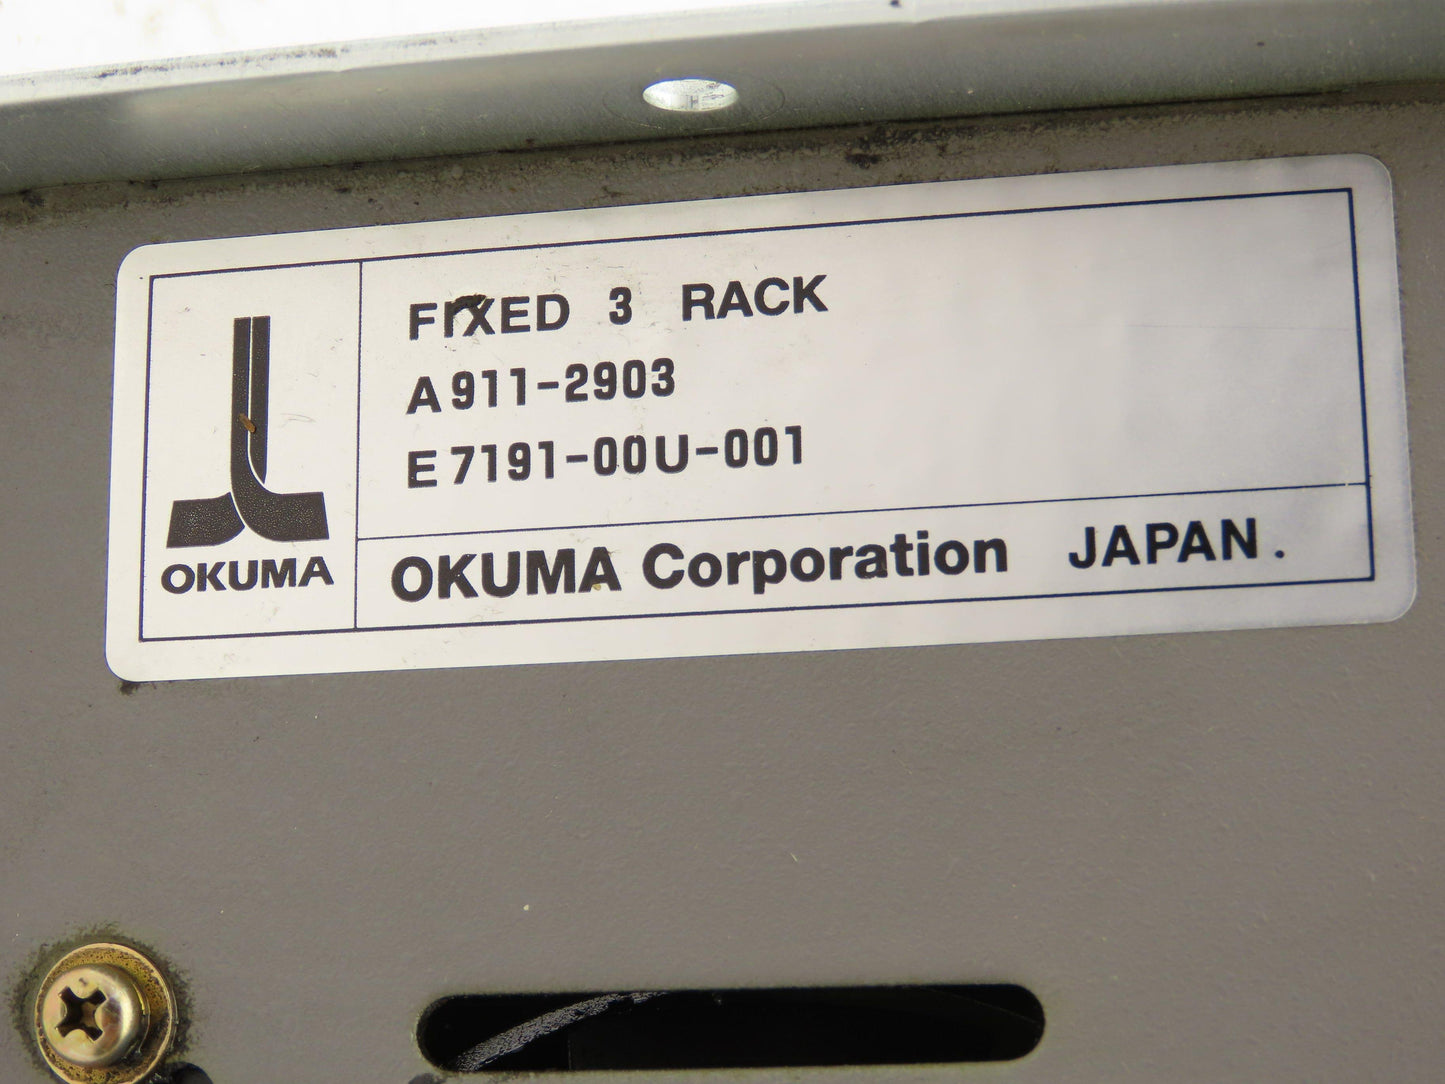 FIXED 3 RACK
A911-2903
E7191-00U-001
OKUMA
OKUMA Corporation JAPAN.